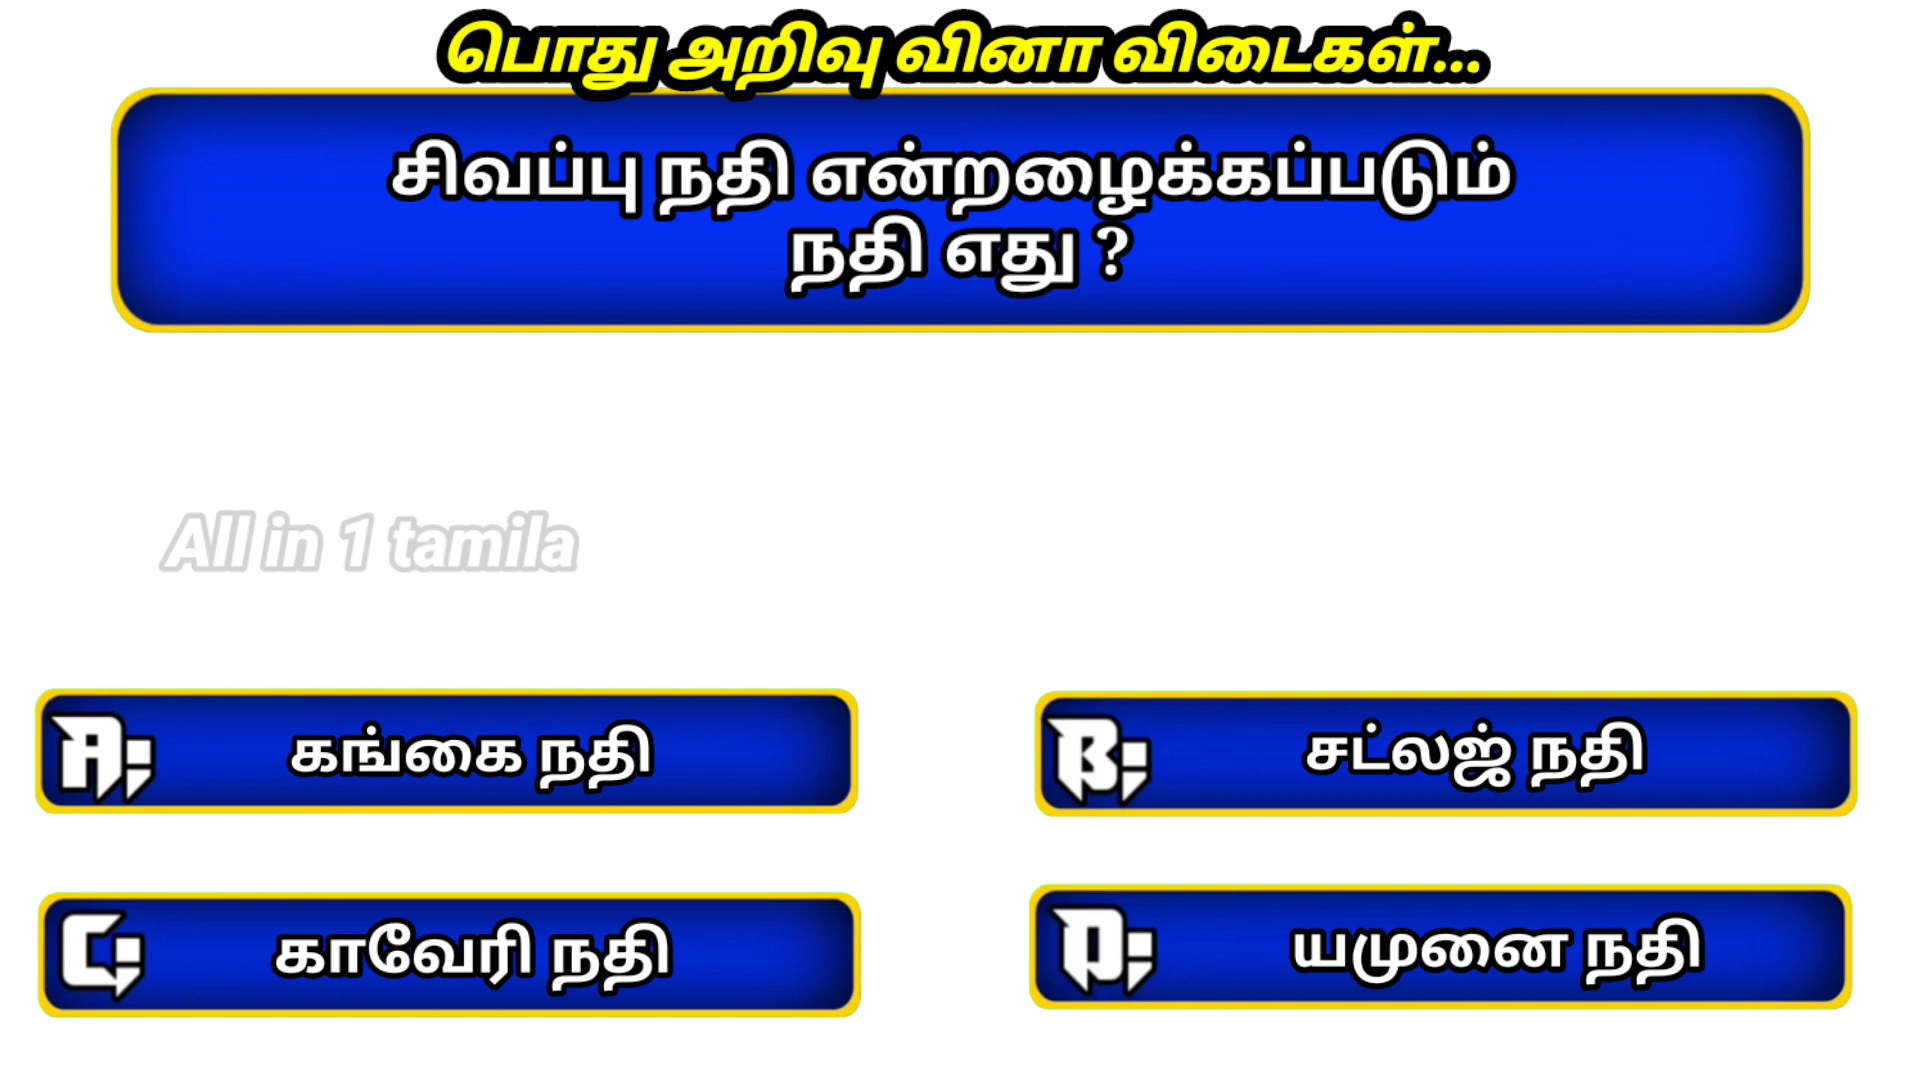 பொது அறிவு வினா விடைகள்...
சிவப்பு நதி என்றழைக்கப்படும்
நதி எது ?
All in 1 tamila
A; கங்கை நதி
B; சட்லஜ் நதி
C; காவேரி நதி
D; யமுனை நதி